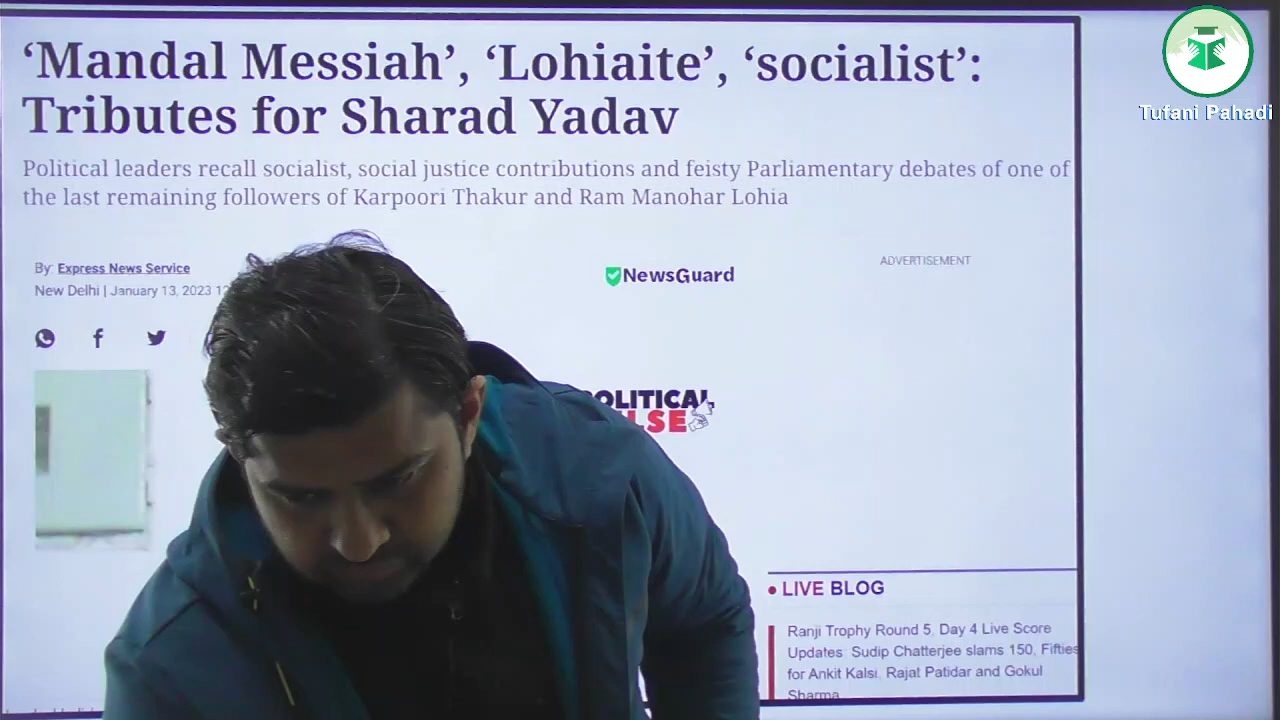 ‘Mandal Messiah’, ‘Lohiaite’, ‘socialist’:
Tributes for Sharad Yadav
Political leaders recall socialist, social justice contributions and feisty Parliamentary debates of one of
the last remaining followers of Karpoori Thakur and Ram Manohar Lohia
By: Express News Service
New Delhi | January 13, 2023
NewsGuard
ADVERTISEMENT
POLITICAL
LSE
LIVE BLOG
Ranji Trophy Round 5, Day 4 Live Score
Updates Sudip Chatterjee slams 150, Fifties
for Ankit Kalsi, Rajat Patidar and Gokul
Sharma
Tufani Pahadi